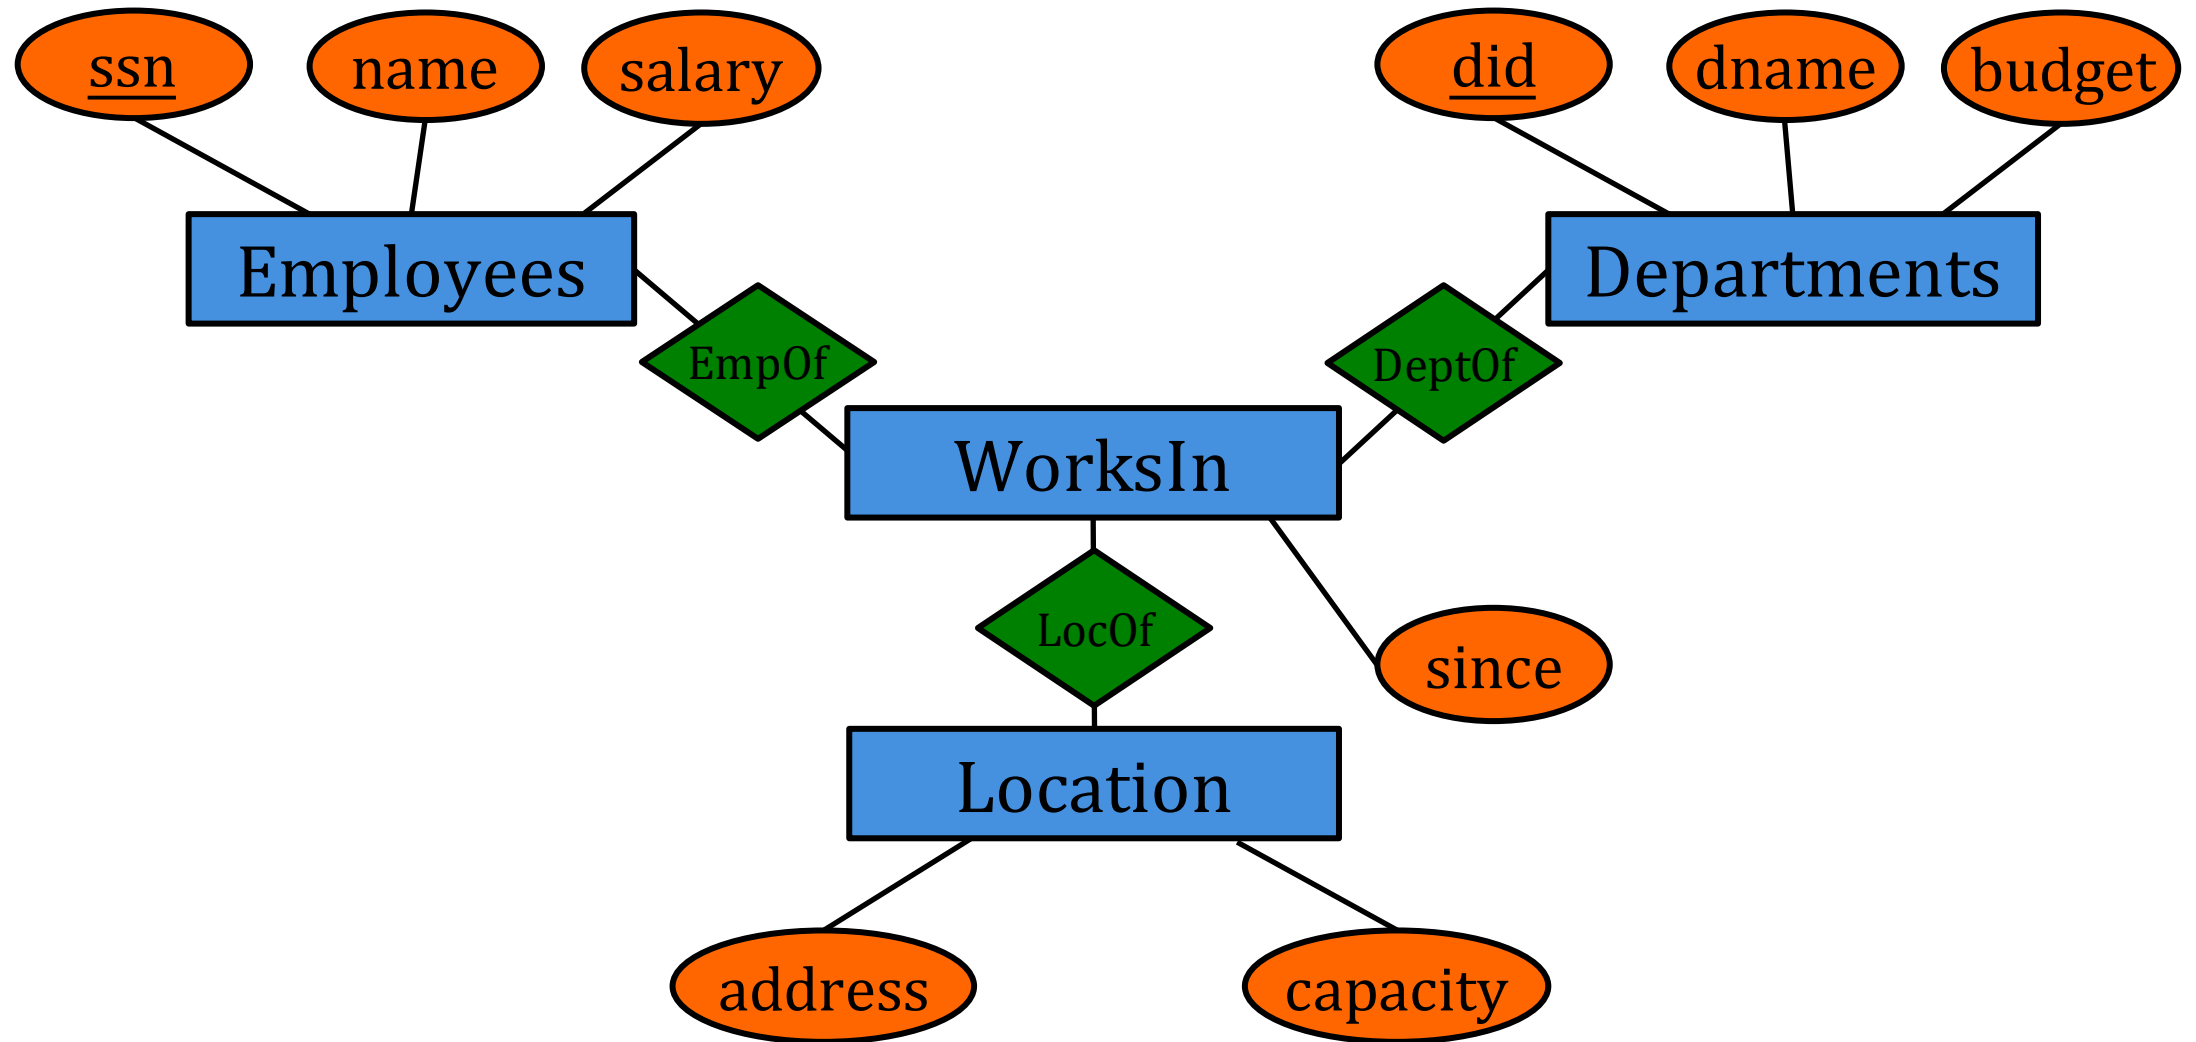 ssn
name
salary
did
dname
budget
Employees
Departments
EmpOf
DeptOf
WorksIn
LocOf
since
Location
address
capacity